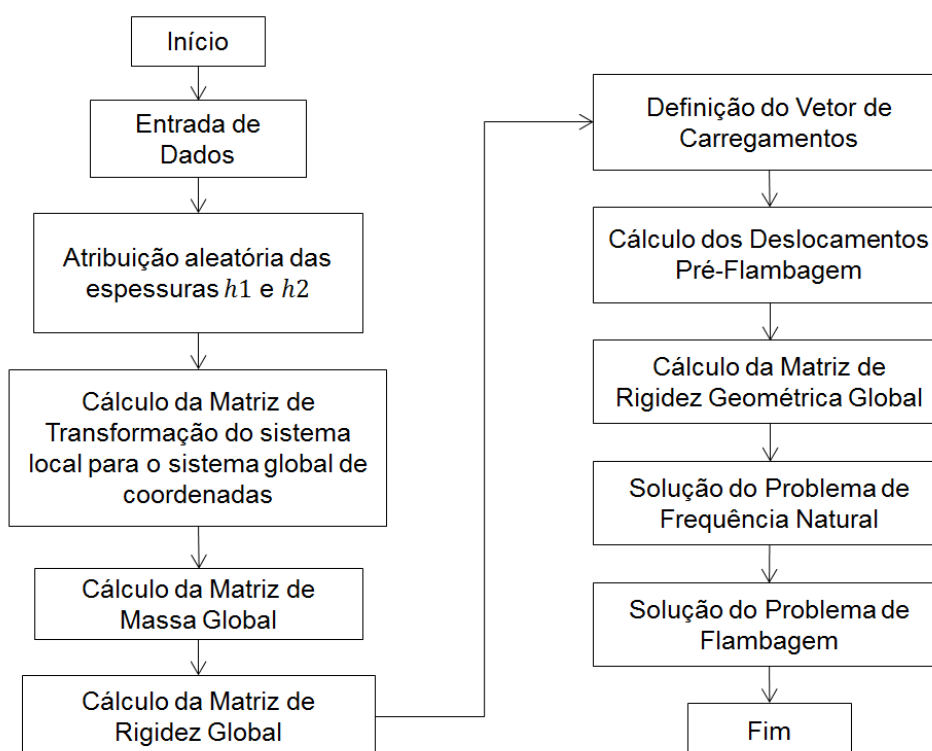 Início
Entrada de
Dados
Atribuição aleatória das
espessuras h1 e h2
Cálculo da Matriz de
Transformação do sistema
local para o sistema global de
coordenadas
Cálculo da Matriz de
Massa Global
Cálculo da Matriz de
Rigidez Global
Definição do Vetor de
Carregamentos
Cálculo dos Deslocamentos
Pré-Flambagem
Cálculo da Matriz de
Rigidez Geométrica Global
Solução do Problema de
Frequência Natural
Solução do Problema de
Flambagem
Fim